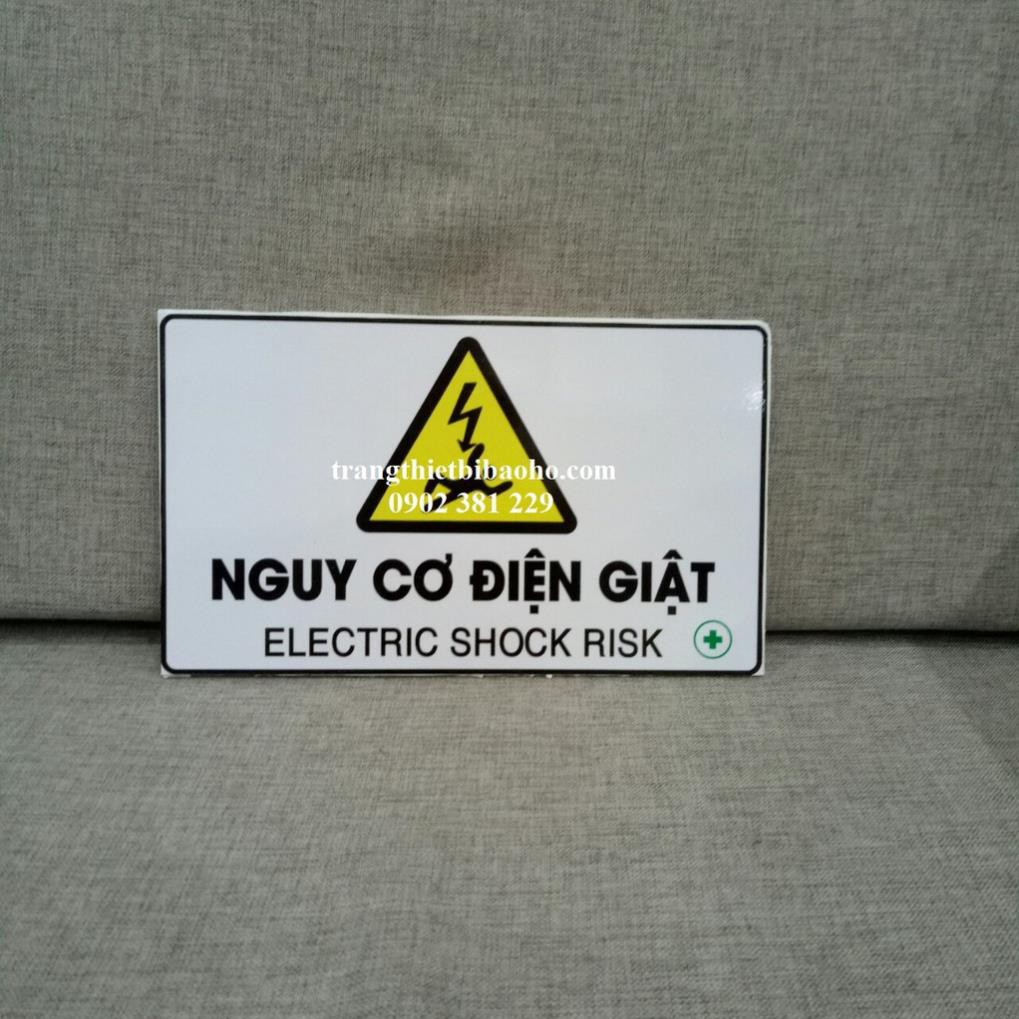 trangthietbibaoho.com
0902 381 229
NGUY CƠ ĐIỆN GIẬT
ELECTRIC SHOCK RISK